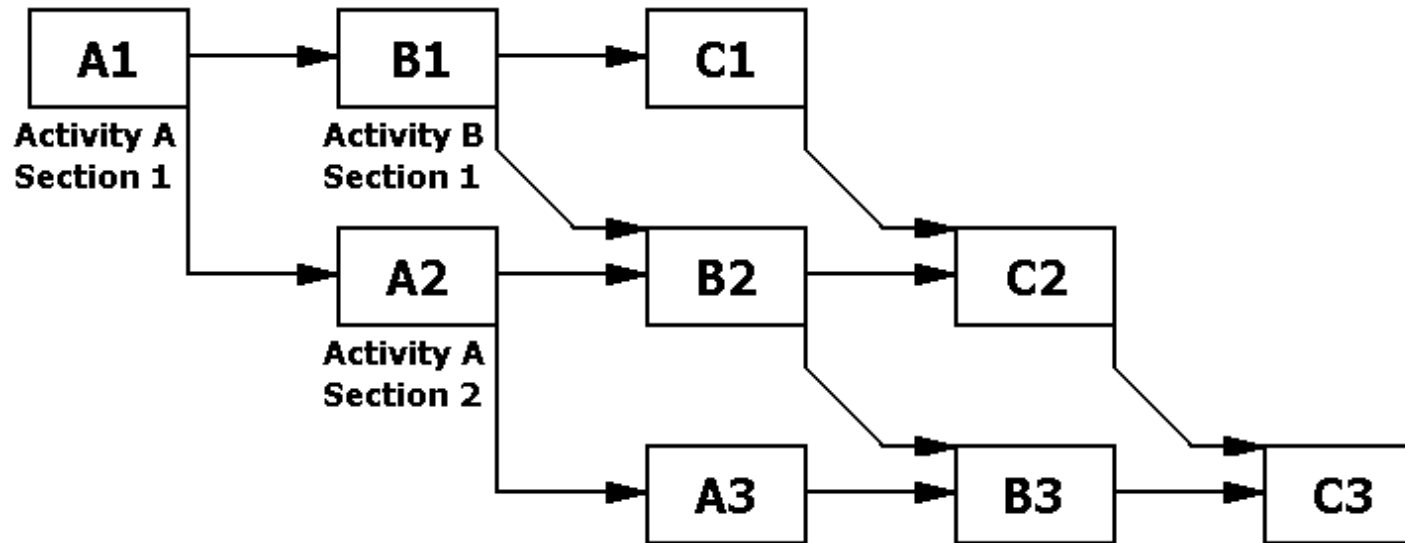 A1
B1
C1
Activity A
Section 1
Activity B
Section 1
A2
B2
C2
Activity A
Section 2
A3
B3
C3